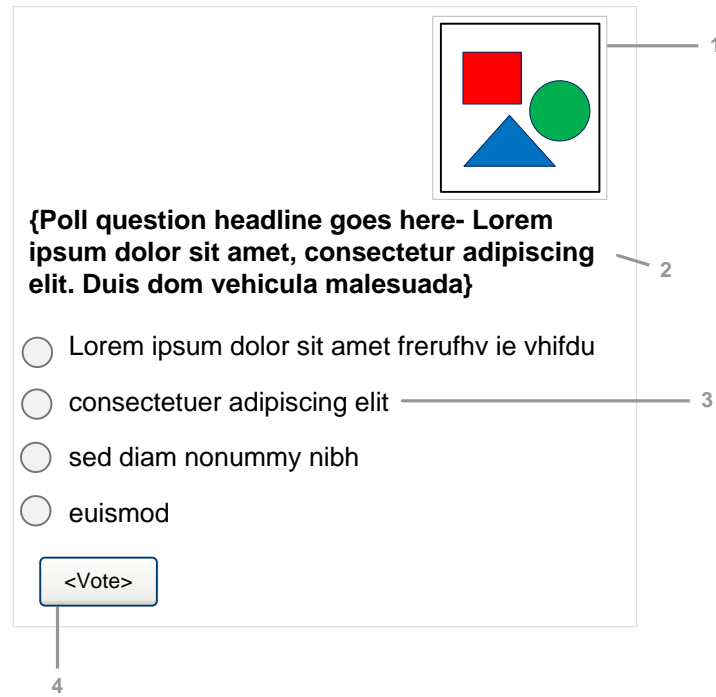 1
{Poll question headline goes here- Lorem
ipsum dolor sit amet, consectetur adipiscing
elit. Duis dom vehicula malesuada}
2
Lorem ipsum dolor sit amet frerufhv ie vhifdu
consectetuer adipiscing elit
3
sed diam nonummy nibh
euismod
<Vote>
4